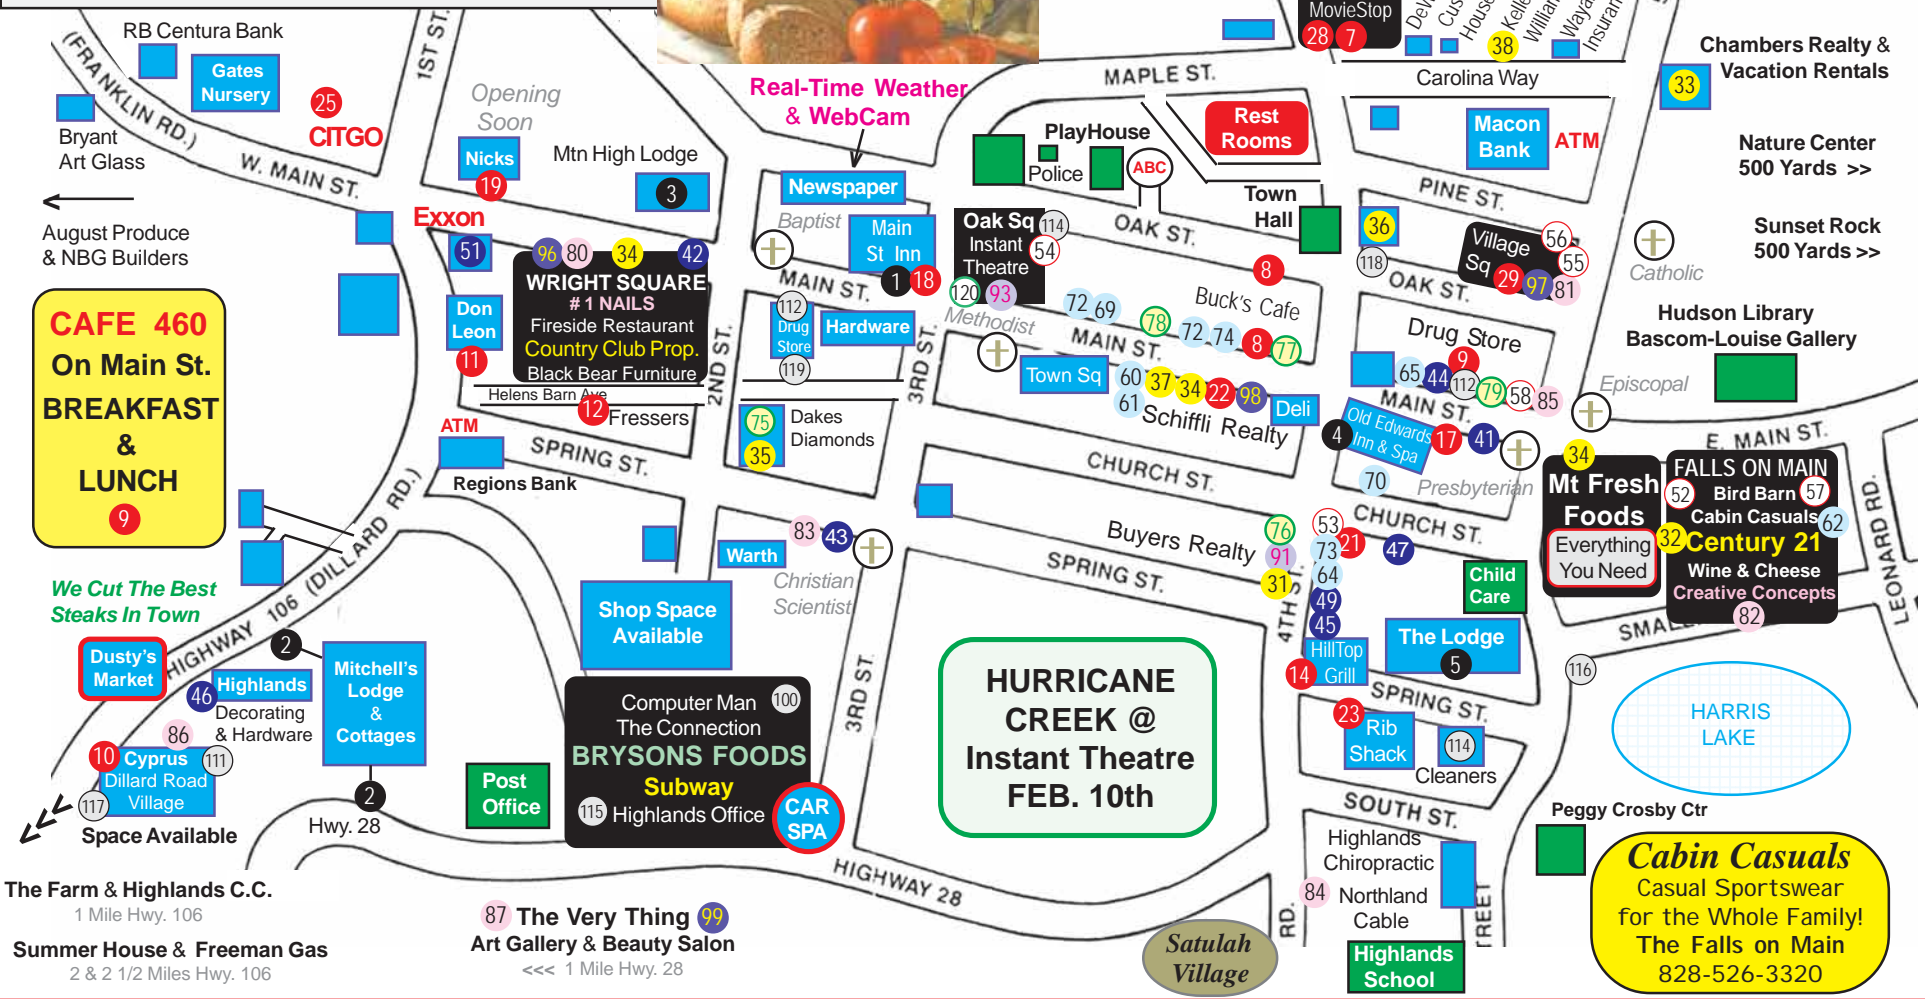 RB Centura Bank
Gates
Nursery
25
CITGO
Bryant
Art Glass
(FRANKLIN RD.)
W. MAIN ST.
1ST ST.
August Produce
& NBG Builders
CAFE 460
On Main St.
BREAKFAST
&
LUNCH
9
We Cut The Best
Steaks In Town
Dusty's
Market
HIGHWAY 106 (DILLARD RD.)
2
46
Highlands
Decorating
& Hardware
Mitchell's
Lodge
&
Cottages
2
Hwy. 28
86
10
Cyprus
111
Dillard Road
Village
117
Space Available
The Farm & Highlands C.C.
1 Mile Hwy. 106
Summer House & Freeman Gas
2 & 2 1/2 Miles Hwy. 106
Opening
Soon
Nicks
19
Mtn High Lodge
3
Exxon
51
Don
Leon
11
96
80
34
42
WRIGHT SQUARE
# 1 NAILS
Fireside Restaurant
Country Club Prop.
Black Bear Furniture
Helens Barn Ave
12
Fressers
ATM
SPRING ST.
Regions Bank
2ND ST.
Real-Time Weather
& WebCam
Newspaper
Baptist
Main
St Inn
1
18
MAIN ST.
112
Drug
Store
119
Hardware
3RD ST.
75
35
Dakes
Diamonds
Warth
83
43
Christian
Scientist
Shop Space
Available
3RD ST.
Computer Man
100
The Connection
BRYSONS FOODS
Subway
115
Highlands Office
CAR
SPA
Post
Office
HIGHWAY 28
87
The Very Thing
99
Art Gallery & Beauty Salon
<<< 1 Mile Hwy. 28
MAPLE ST.
PlayHouse
Police
ABC
Rest
Rooms
Town
Hall
OAK ST.
Oak Sq
114
Instant
54
Theatre
120
93
Methodist
8
Buck's Cafe
72
69
78
72
74
8
77
MAIN ST.
Town Sq
60
37
34
22
98
61
Schiffli Realty
Deli
CHURCH ST.
Buyers Realty
76
91
31
SPRING ST.
4TH S
HURRICANE
CREEK @
Instant Theatre
FEB. 10th
Satulah
Village
RD.
MovieStop
28
7
38
Insuran
Carolina Way
Macon
Bank
ATM
PINE ST.
36
118
Village
Sq
56
55
29
97
81
OAK ST.
Drug Store
9
65
44
112
79
58
85
MAIN ST.
4
Old Edwards
Inn & Spa
17
41
70
Presbyterian
CHURCH ST.
53
21
73
47
64
49
45
HillTop
Grill
14
Child
Care
The Lodge
5
SPRING ST.
23
Rib
Shack
114
Cleaners
SOUTH ST.
Highlands
Chiropractic
84
Northland
Cable
TREET
Highlands
School
Chambers Realty &
Vacation Rentals
33
Nature Center
500 Yards >>
Sunset Rock
500 Yards >>
Catholic
Hudson Library
Bascom-Louise Gallery
Episcopal
E. MAIN ST.
LEONARD RD.
34
Mt Fresh
Foods
Everything
You Need
FALLS ON MAIN
52
Bird Barn
57
Cabin Casuals
62
32
Century 21
Wine & Cheese
Creative Concepts
82
SMALL
116
HARRIS
LAKE
Peggy Crosby Ctr
Cabin Casuals
Casual Sportswear
for the Whole Family!
The Falls on Main
828-526-3320